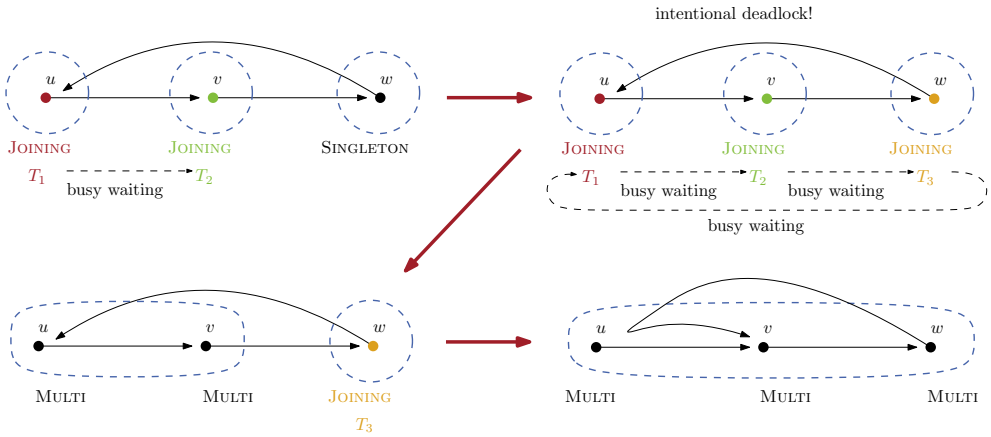 intentional deadlock!
u v w
u v w
JOINING JOINING SINGLETON
JOINING JOINING JOINING
T1 T2
busy waiting
T1 T2 T3
busy waiting busy waiting
busy waiting
u v w
u v w
MULTI MULTI JOINING
T3
MULTI MULTI MULTI